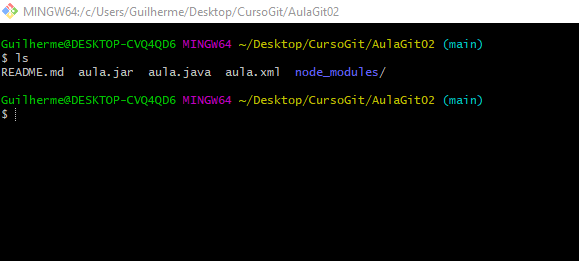 MINGW64:/c/Users/Guilherme/Desktop/CursoGit/AulaGit02
Guilherme@DESKTOP-CVQ4QD6 MINGW64 ~/Desktop/CursoGit/AulaGit02 (main)
$ ls
README.md  aula.jar  aula.java  aula.xml  node_modules/
Guilherme@DESKTOP-CVQ4QD6 MINGW64 ~/Desktop/CursoGit/AulaGit02 (main)
$